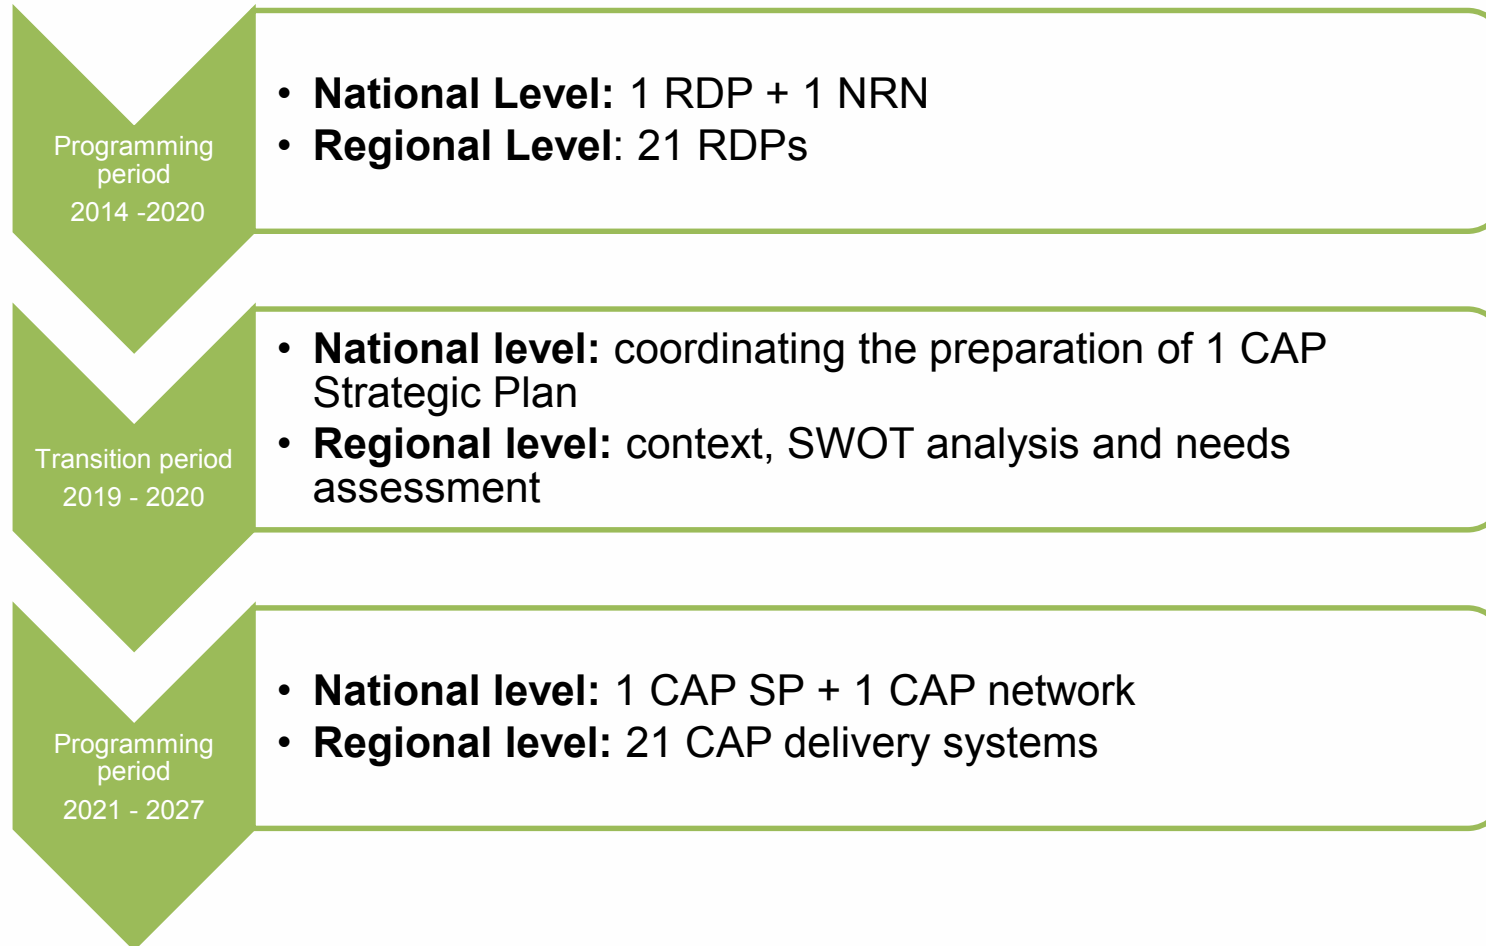 Programming
period
2014 -2020
• National Level: 1 RDP + 1 NRN
• Regional Level: 21 RDPs
Transition period
2019 - 2020
• National level: coordinating the preparation of 1 CAP
Strategic Plan
• Regional level: context, SWOT analysis and needs
assessment
Programming
period
2021 - 2027
• National level: 1 CAP SP + 1 CAP network
• Regional level: 21 CAP delivery systems